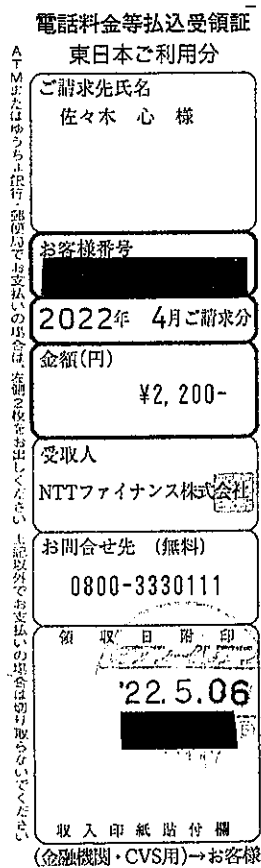 電話料金等払込受領証
東日本ご利用分
ご請求先氏名
佐々木 心 様
お客様番号
2022年 4月ご請求分
金額(円)
¥2,200-
受取人
NTTファイナンス株式会社
お問合せ先 (無料)
0800-3330111
領収日附印
'22.5.06
収入印紙貼付欄
(金融機関・CVS用)→お客様
ATMまたはゆうちょ銀行・郵便局でお支払いの場合は、左側2枚をお出しください 上記以外でお支払いの場合は切り取らないでください